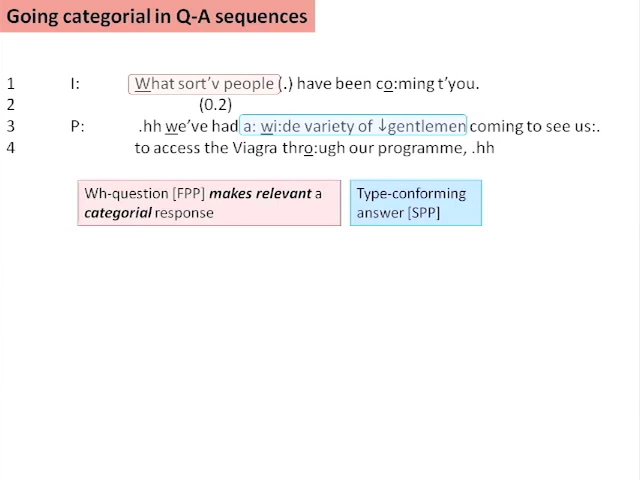 Going categorial in Q-A sequences
1 I: What sort'v people (.) have been co:ming t'you.
2 (0.2)
3 P: .hh we've had a: wi:de variety of ↓gentlemen coming to see us:.
4 to access the Viagra thro:ugh our programme, .hh
Wh-question [FPP] makes relevant a
categorial response
Type-conforming
answer [SPP]